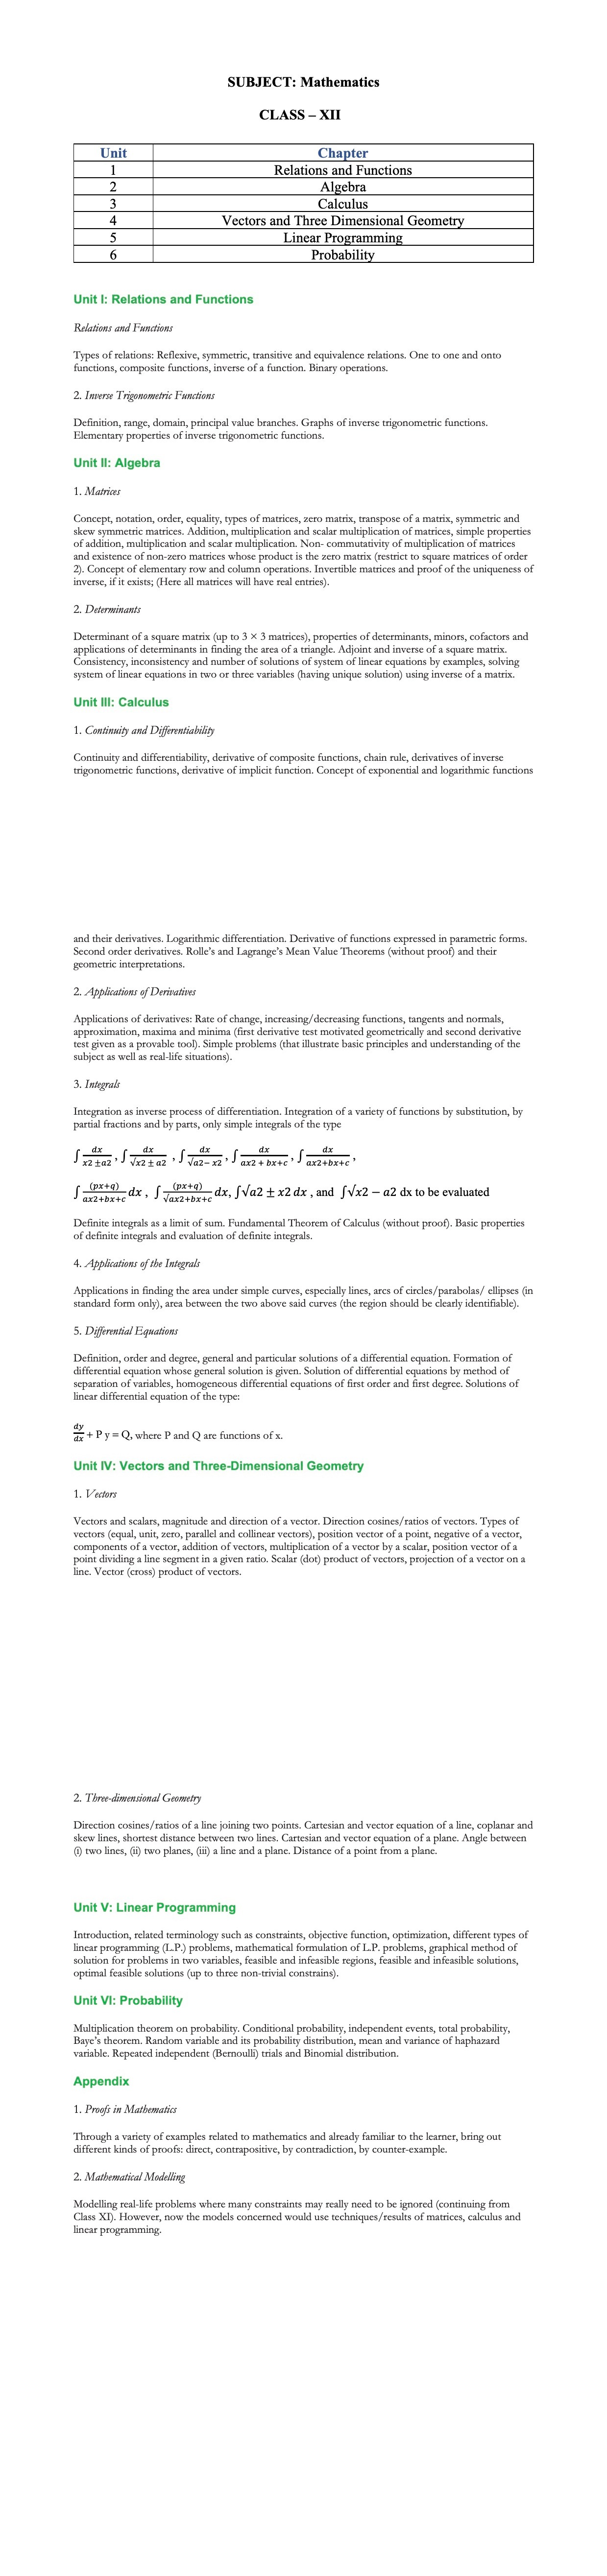 SUBJECT: Mathematics
CLASS – XII
Unit Chapter
1 Relations and Functions
2 Algebra
3 Calculus
4 Vectors and Three Dimensional Geometry
5 Linear Programming
6 Probability
Unit I: Relations and Functions
Relations and Functions
Types of relations: Reflexive, symmetric, transitive and equivalence relations. One to one and onto
functions, composite functions, inverse of a function. Binary operations.
2. Inverse Trigonometric Functions
Definition, range, domain, principal value branches. Graphs of inverse trigonometric functions.
Elementary properties of inverse trigonometric functions.
Unit II: Algebra
1. Matrices
Concept, notation, order, equality, types of matrices, zero matrix, transpose of a matrix, symmetric and
skew symmetric matrices. Addition, multiplication and scalar multiplication of matrices, simple properties
of addition, multiplication and scalar multiplication. Non- commutativity of multiplication of matrices
and existence of non-zero matrices whose product is the zero matrix (restrict to square matrices of order
2). Concept of elementary row and column operations. Invertible matrices and proof of the uniqueness of
inverse, if it exists; (Here all matrices will have real entries).
2. Determinants
Determinant of a square matrix (up to 3 × 3 matrices), properties of determinants, minors, cofactors and
applications of determinants in finding the area of a triangle. Adjoint and inverse of a square matrix.
Consistency, inconsistency and number of solutions of system of linear equations by examples, solving
system of linear equations in two or three variables (having unique solution) using inverse of a matrix.
Unit III: Calculus
1. Continuity and Differentiability
Continuity and differentiability, derivative of composite functions, chain rule, derivatives of inverse
trigonometric functions, derivative of implicit function. Concept of exponential and logarithmic functions
and their derivatives. Logarithmic differentiation. Derivative of functions expressed in parametric forms.
Second order derivatives. Rolle’s and Lagrange’s Mean Value Theorems (without proof) and their
geometric interpretations.
2. Applications of Derivatives
Applications of derivatives: Rate of change, increasing/decreasing functions, tangents and normals,
approximation, maxima and minima (first derivative test motivated geometrically and second derivative
test given as a provable tool). Simple problems (that illustrate basic principles and understanding of the
subject as well as real-life situations).
3. Integrals
Integration as inverse process of differentiation. Integration of a variety of functions by substitution, by
partial fractions and by parts, only simple integrals of the type
∫ dx/(x2 ±a2) , ∫ dx/(√x2 ± a2) , ∫ dx/(√a2− x2) , ∫ dx/(ax2 + bx+c) , ∫ dx/(ax2+bx+c) ,
∫ (px+q)/(ax2+bx+c) dx , ∫ (px+q)/(√ax2+bx+c) dx, ∫√a2 ± x2 dx , and ∫√x2 − a2 dx to be evaluated
Definite integrals as a limit of sum. Fundamental Theorem of Calculus (without proof). Basic properties
of definite integrals and evaluation of definite integrals.
4. Applications of the Integrals
Applications in finding the area under simple curves, especially lines, arcs of circles/parabolas/ ellipses (in
standard form only), area between the two above said curves (the region should be clearly identifiable).
5. Differential Equations
Definition, order and degree, general and particular solutions of a differential equation. Formation of
differential equation whose general solution is given. Solution of differential equations by method of
separation of variables, homogeneous differential equations of first order and first degree. Solutions of
linear differential equation of the type:
dy/dx + P y = Q, where P and Q are functions of x.
Unit IV: Vectors and Three-Dimensional Geometry
1. Vectors
Vectors and scalars, magnitude and direction of a vector. Direction cosines/ratios of vectors. Types of
vectors (equal, unit, zero, parallel and collinear vectors), position vector of a point, negative of a vector,
components of a vector, addition of vectors, multiplication of a vector by a scalar, position vector of a
point dividing a line segment in a given ratio. Scalar (dot) product of vectors, projection of a vector on a
line. Vector (cross) product of vectors.
2. Three-dimensional Geometry
Direction cosines/ratios of a line joining two points. Cartesian and vector equation of a line, coplanar and
skew lines, shortest distance between two lines. Cartesian and vector equation of a plane. Angle between
(i) two lines, (ii) two planes, (iii) a line and a plane. Distance of a point from a plane.
Unit V: Linear Programming
Introduction, related terminology such as constraints, objective function, optimization, different types of
linear programming (L.P.) problems, mathematical formulation of L.P. problems, graphical method of
solution for problems in two variables, feasible and infeasible regions, feasible and infeasible solutions,
optimal feasible solutions (up to three non-trivial constrains).
Unit VI: Probability
Multiplication theorem on probability. Conditional probability, independent events, total probability,
Baye’s theorem. Random variable and its probability distribution, mean and variance of haphazard
variable. Repeated independent (Bernoulli) trials and Binomial distribution.
Appendix
1. Proofs in Mathematics
Through a variety of examples related to mathematics and already familiar to the learner, bring out
different kinds of proofs: direct, contrapositive, by contradiction, by counter-example.
2. Mathematical Modelling
Modelling real-life problems where many constraints may really need to be ignored (continuing from
Class XI). However, now the models concerned would use techniques/results of matrices, calculus and
linear programming.